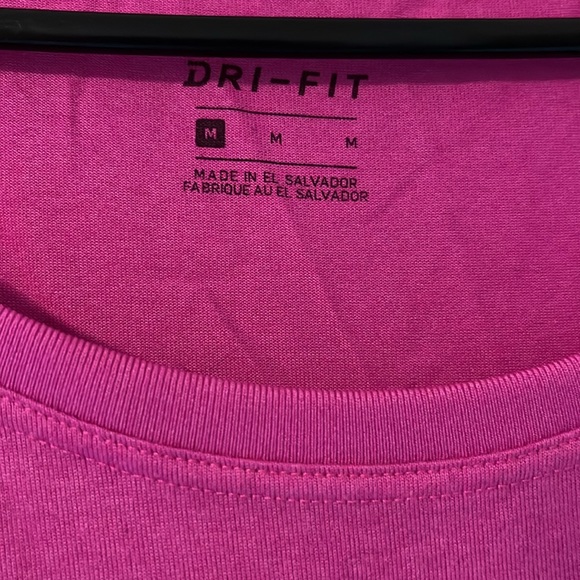 DRI-FIT
M M M
MADE IN EL SALVADOR
FABRIQUE AU EL SALVADOR